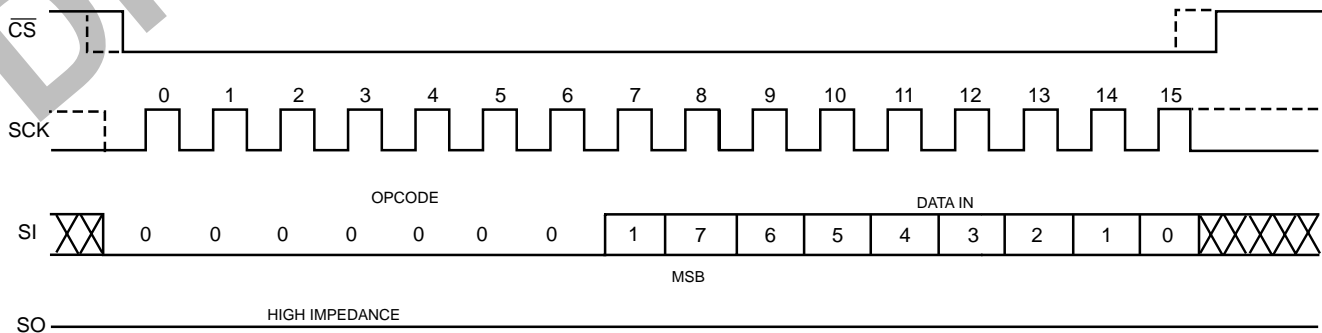 CS
0 1 2 3 4 5 6 7 8 9 10 11 12 13 14 15
SCK
OPCODE DATA IN
SI 0 0 0 0 0 0 0 1 7 6 5 4 3 2 1 0
MSB
HIGH IMPEDANCE
SO